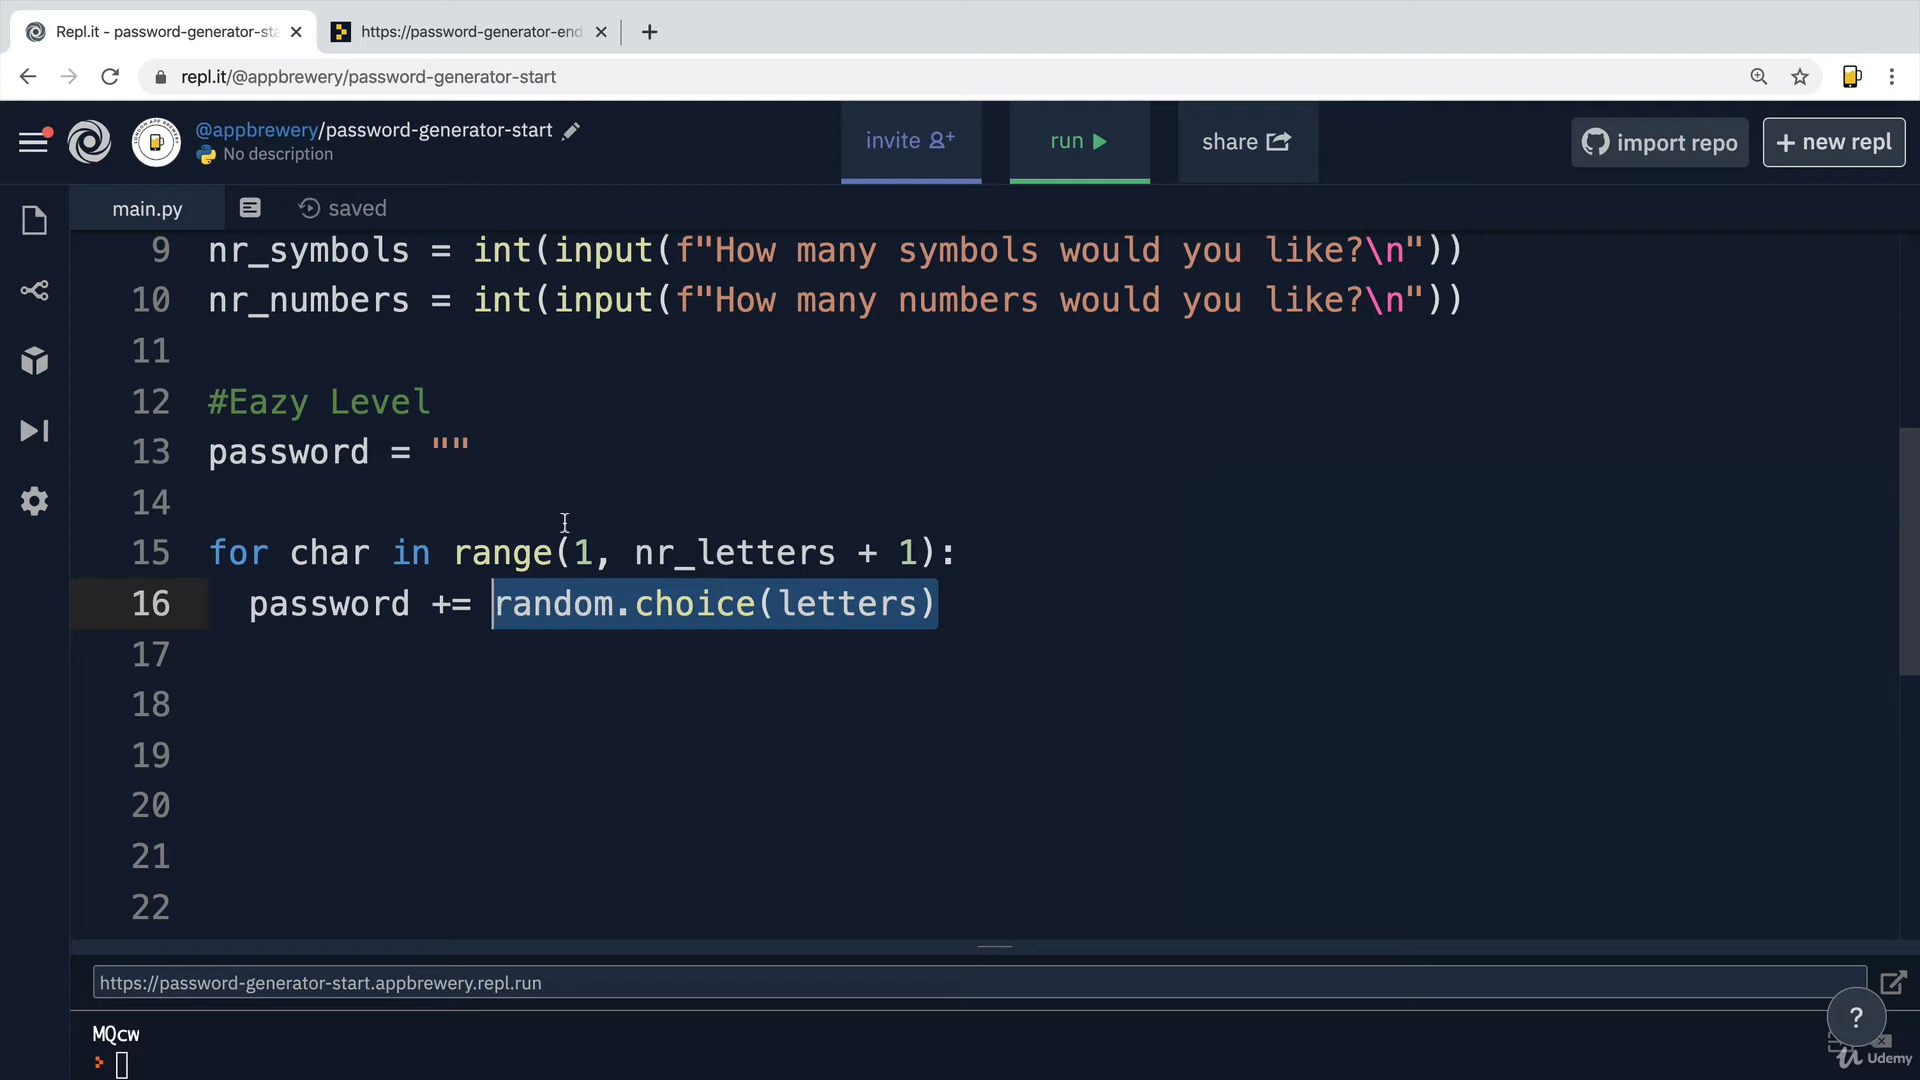 Repl.it - password-generator-sta
https://password-generator-end
repl.it/@appbrewery/password-generator-start
@appbrewery/password-generator-start
No description
invite
run
share
import repo
+ new repl
main.py
saved
9 nr_symbols = int(input(f"How many symbols would you like?\n"))
10 nr_numbers = int(input(f"How many numbers would you like?\n"))
11
12 #Eazy Level
13 password = ""
14
15 for char in range(1, nr_letters + 1):
16 password += random.choice(letters)
17
18
19
20
21
22
https://password-generator-start.appbrewery.repl.run
MQcw
?
Udemy